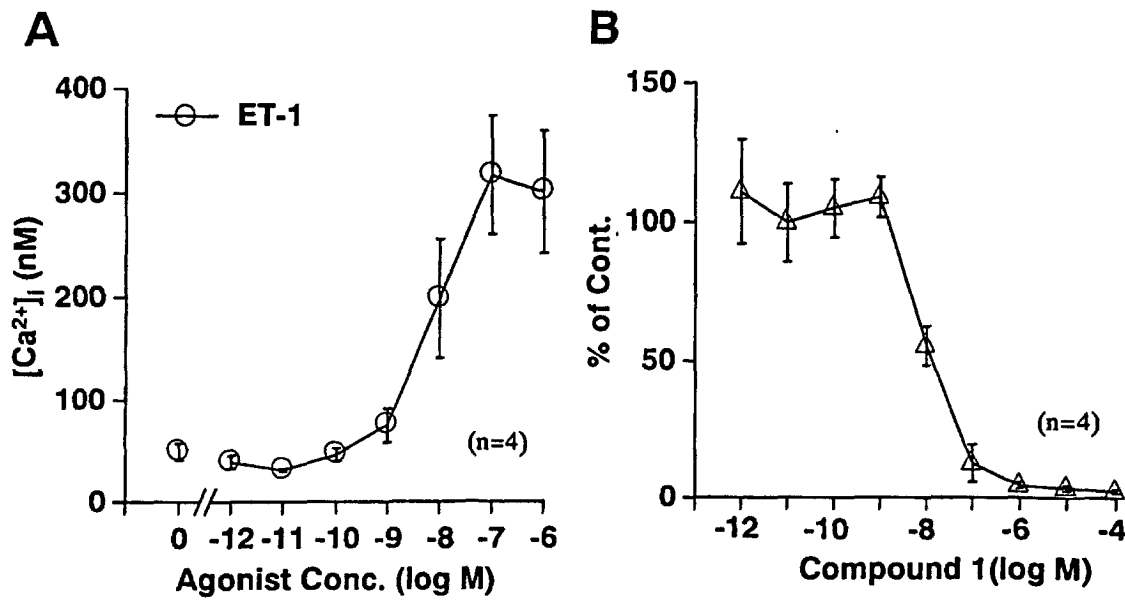 A
400
300
200
100
0
[Ca²⁺]i (nM)
ET-1
(n=4)
0 -12 -11 -10 -9 -8 -7 -6
Agonist Conc. (log M)
B
150
100
50
0
% of Cont.
(n=4)
-12 -10 -8 -6 -4
Compound 1(log M)